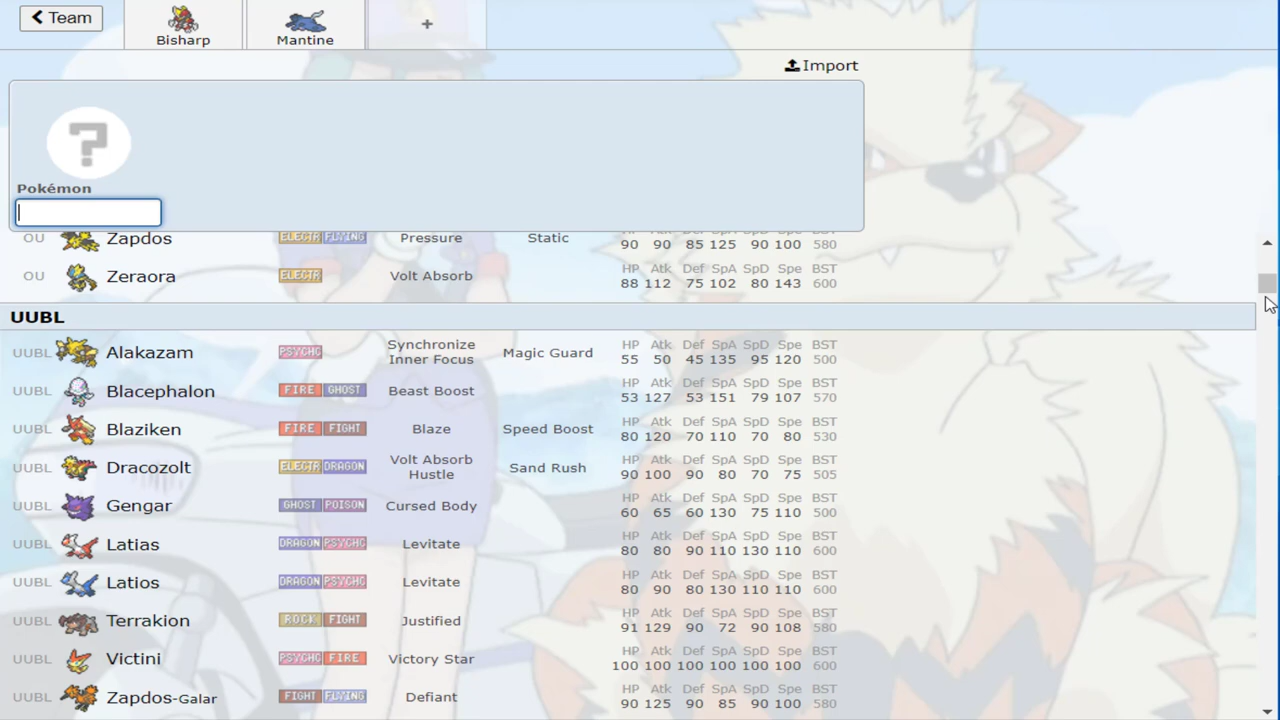 Team
Bisharp
Mantine
+
Import
?
Pokémon
OU Zapdos ELECTR FLYING Pressure Static HP 90 Atk 90 Def 85 SpA 125 SpD 90 Spe 100 BST 580
OU Zeraora ELECTR Volt Absorb HP 88 Atk 112 Def 75 SpA 102 SpD 80 Spe 143 BST 600
UUBL
UUBL Alakazam PSYCHC Synchronize Inner Focus Magic Guard HP 55 Atk 50 Def 45 SpA 135 SpD 95 Spe 120 BST 500
UUBL Blacephalon FIRE GHOST Beast Boost HP 53 Atk 127 Def 53 SpA 151 SpD 79 Spe 107 BST 570
UUBL Blaziken FIRE FIGHT Blaze Speed Boost HP 80 Atk 120 Def 70 SpA 110 SpD 70 Spe 80 BST 530
UUBL Dracozolt ELECTR DRAGON Volt Absorb Hustle Sand Rush HP 90 Atk 100 Def 90 SpA 80 SpD 70 Spe 75 BST 505
UUBL Gengar GHOST POISON Cursed Body HP 60 Atk 65 Def 60 SpA 130 SpD 75 Spe 110 BST 500
UUBL Latias DRAGON PSYCHC Levitate HP 80 Atk 80 Def 90 SpA 110 SpD 130 Spe 110 BST 600
UUBL Latios DRAGON PSYCHC Levitate HP 80 Atk 90 Def 80 SpA 130 SpD 110 Spe 110 BST 600
UUBL Terrakion ROCK FIGHT Justified HP 91 Atk 129 Def 90 SpA 72 SpD 90 Spe 108 BST 580
UUBL Victini PSYCHC FIRE Victory Star HP 100 Atk 100 Def 100 SpA 100 SpD 100 Spe 100 BST 600
UUBL Zapdos-Galar FIGHT FLYING Defiant HP 90 Atk 125 Def 90 SpA 85 SpD 90 Spe 100 BST 580